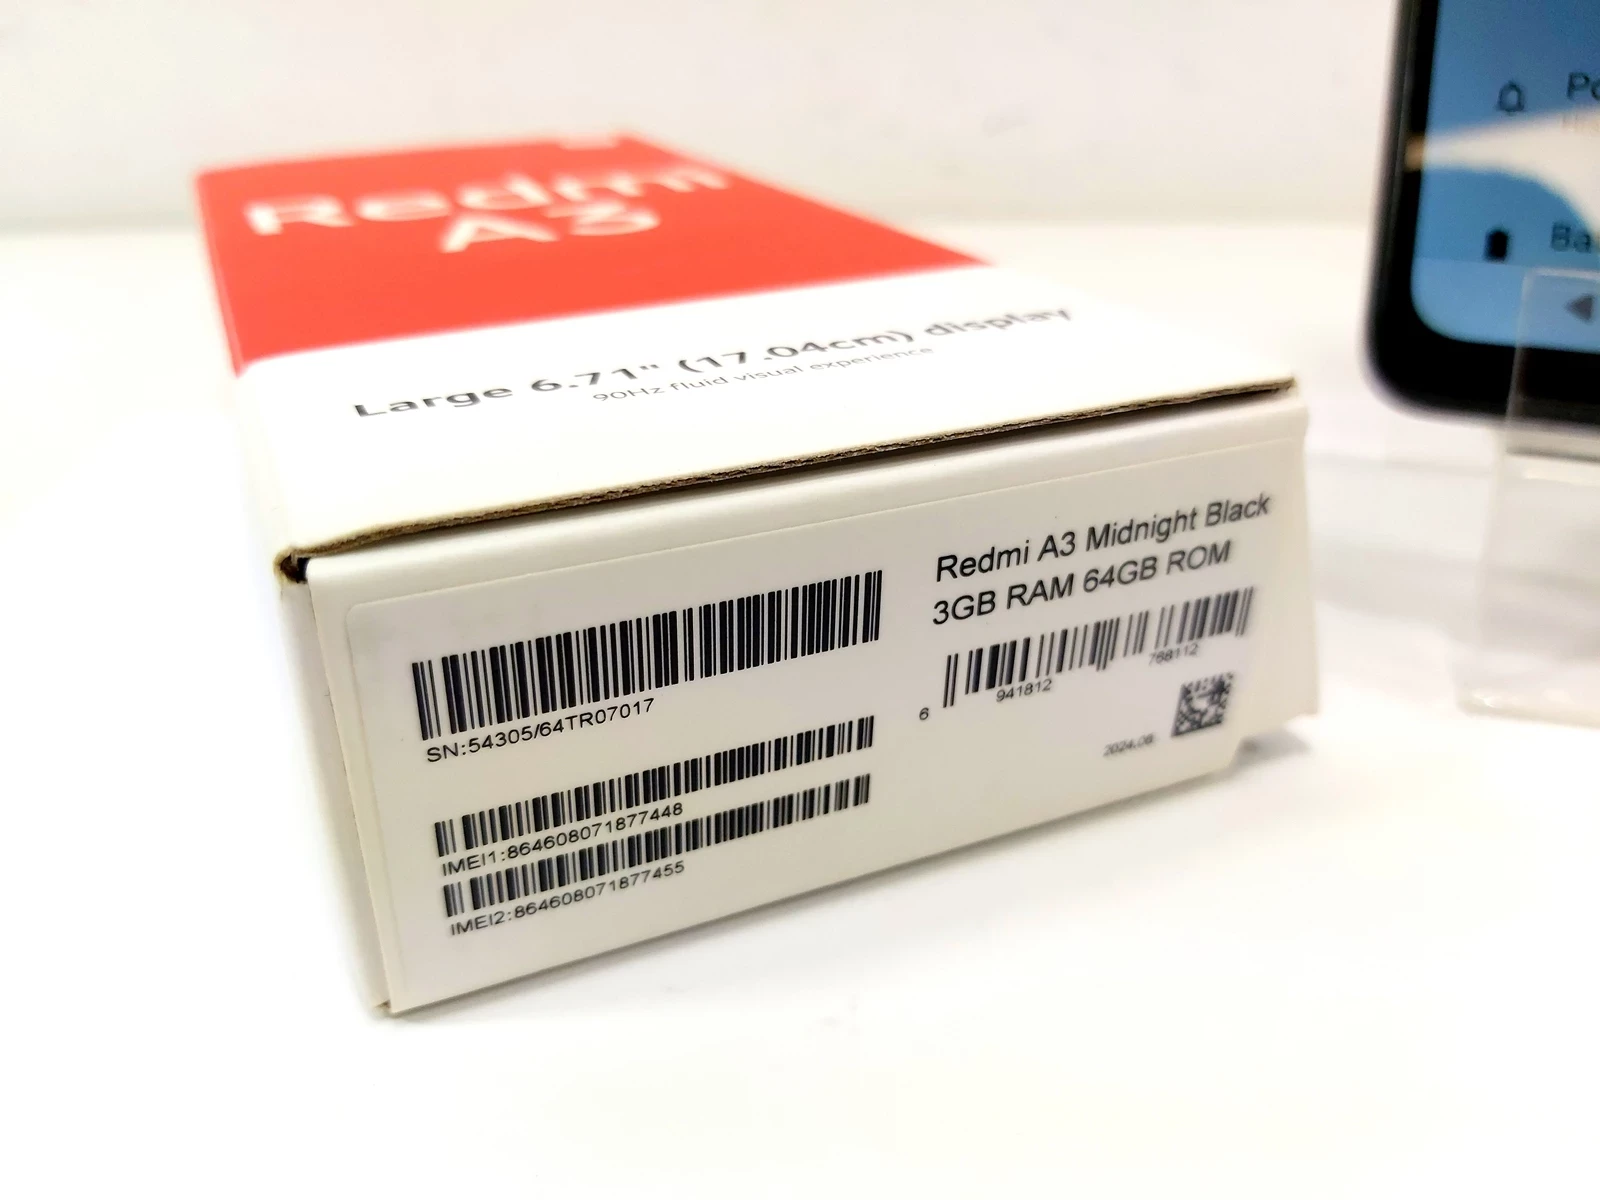 Redmi
A3
Large 6.71" (17.04cm) display
90Hz fluid visual experience
Redmi A3 Midnight Black
3GB RAM 64GB ROM
SN:54305/64TR07017
6 941812 768112
2024.08
IMEI1:864608071877448
IMEI2:864608071877455
Ba